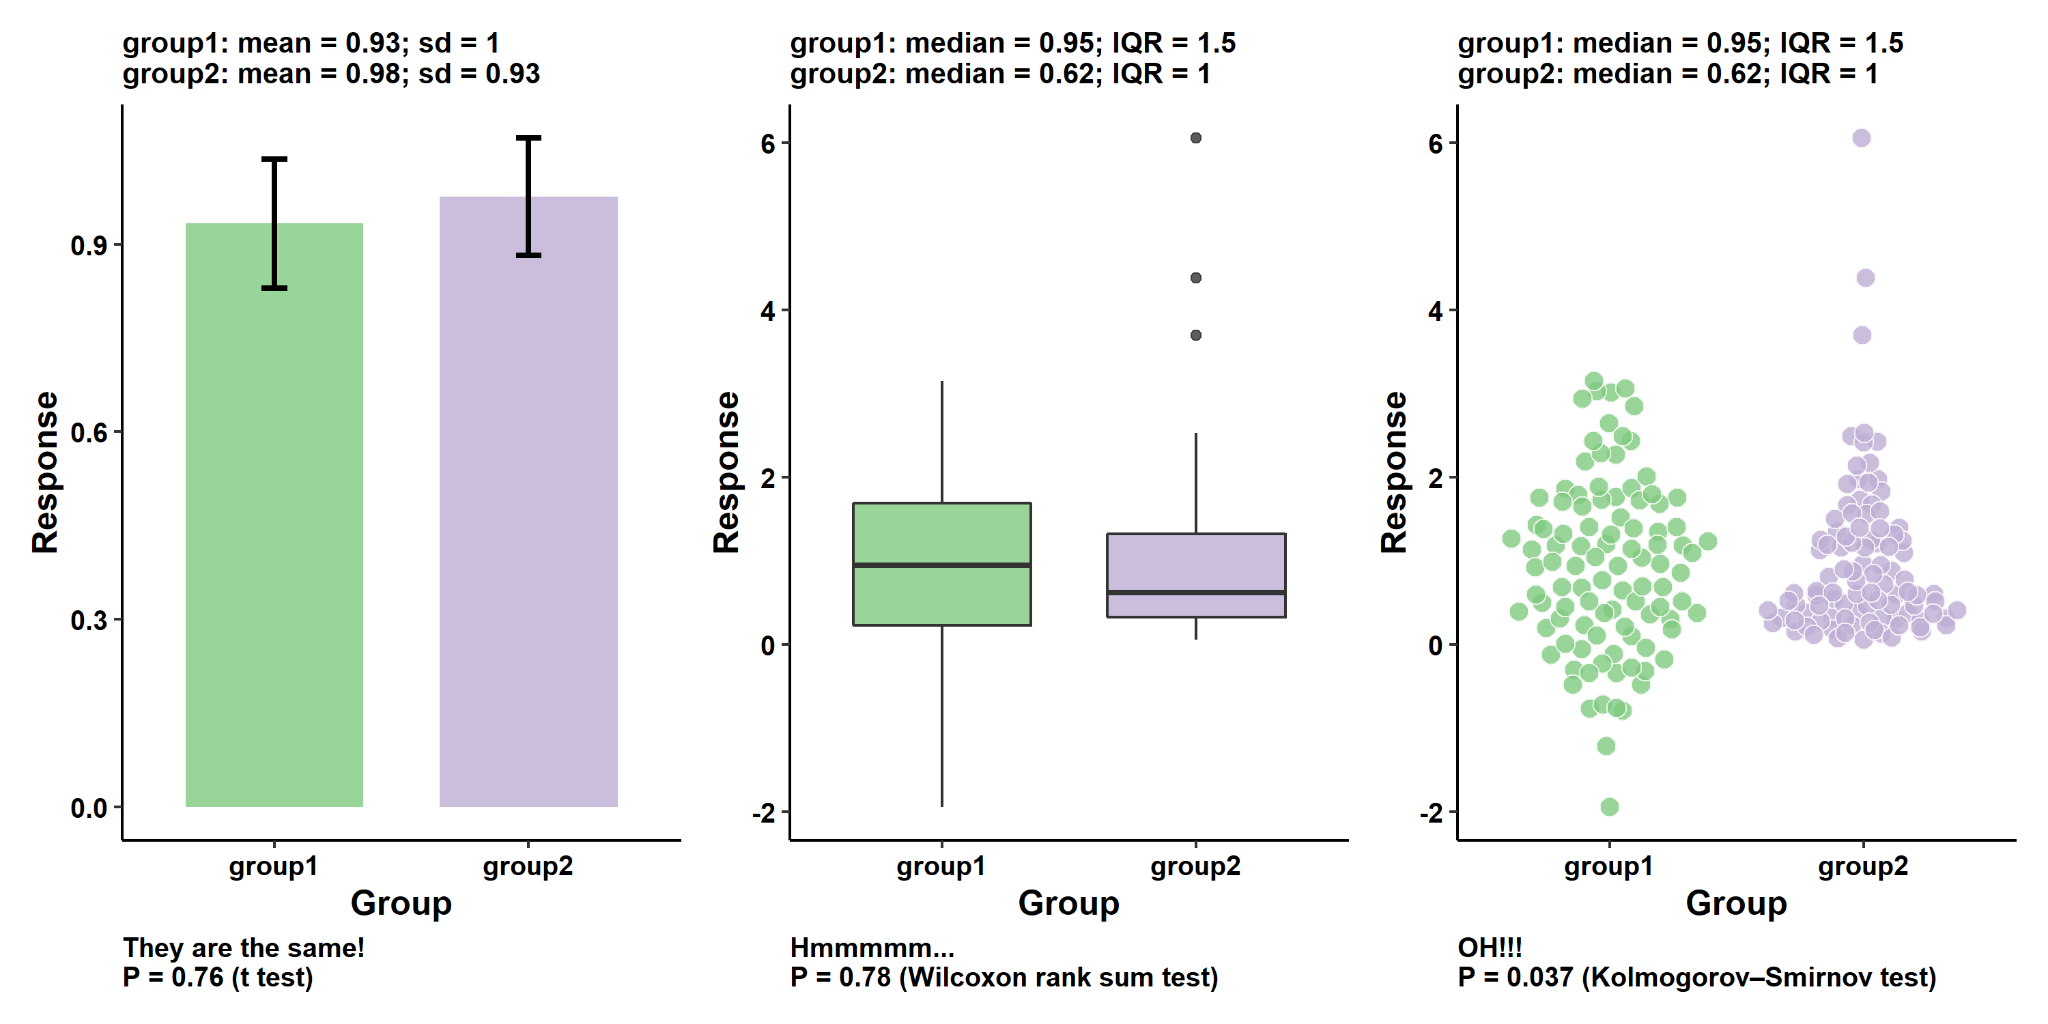 group1: mean = 0.93; sd = 1
group2: mean = 0.98; sd = 0.93
Response
0.9
0.6
0.3
0.0
group1
group2
Group
They are the same!
P = 0.76 (t test)
group1: median = 0.95; IQR = 1.5
group2: median = 0.62; IQR = 1
Response
6
4
2
0
-2
group1
group2
Group
Hmmmmm...
P = 0.78 (Wilcoxon rank sum test)
group1: median = 0.95; IQR = 1.5
group2: median = 0.62; IQR = 1
Response
6
4
2
0
-2
group1
group2
Group
OH!!!
P = 0.037 (Kolmogorov–Smirnov test)